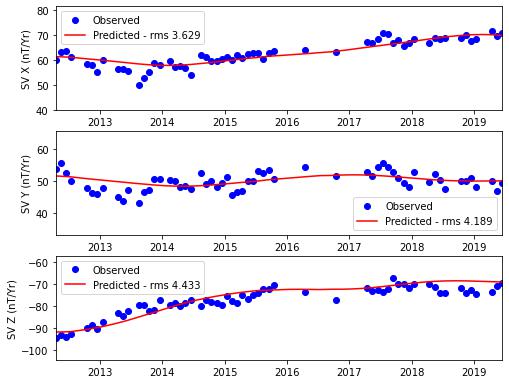 80
70
60
50
40
SV X (nT/Yr)
Observed
Predicted - rms 3.629
2013 2014 2015 2016 2017 2018 2019
60
50
40
SV Y (nT/Yr)
Observed
Predicted - rms 4.189
2013 2014 2015 2016 2017 2018 2019
−60
−70
−80
−90
−100
SV Z (nT/Yr)
Observed
Predicted - rms 4.433
2013 2014 2015 2016 2017 2018 2019